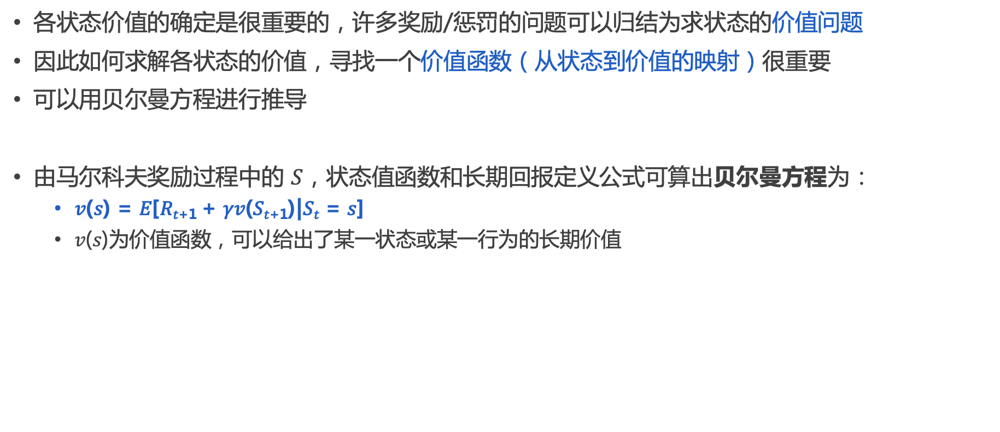 • 各状态价值的确定是很重要的，许多奖励/惩罚的问题可以归结为求状态的价值问题
• 因此如何求解各状态的价值，寻找一个价值函数（从状态到价值的映射）很重要
• 可以用贝尔曼方程进行推导
• 由马尔科夫奖励过程中的 S，状态值函数和长期回报定义公式可算出贝尔曼方程为：
• v(s) = E[R_{t+1} + γv(S_{t+1})|S_t = s]
• v(s)为价值函数，可以给出了某一状态或某一行为的长期价值